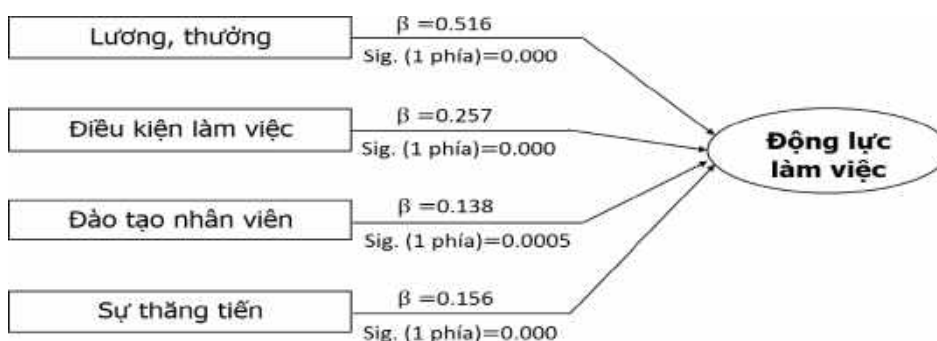 Lương, thưởng
β =0.516
Sig. (1 phía)=0.000
Điều kiện làm việc
β =0.257
Sig. (1 phía)=0.000
Động lực
làm việc
Đào tạo nhân viên
β =0.138
Sig. (1 phía)=0.0005
Sự thăng tiến
β =0.156
Sig. (1 phía)=0.000